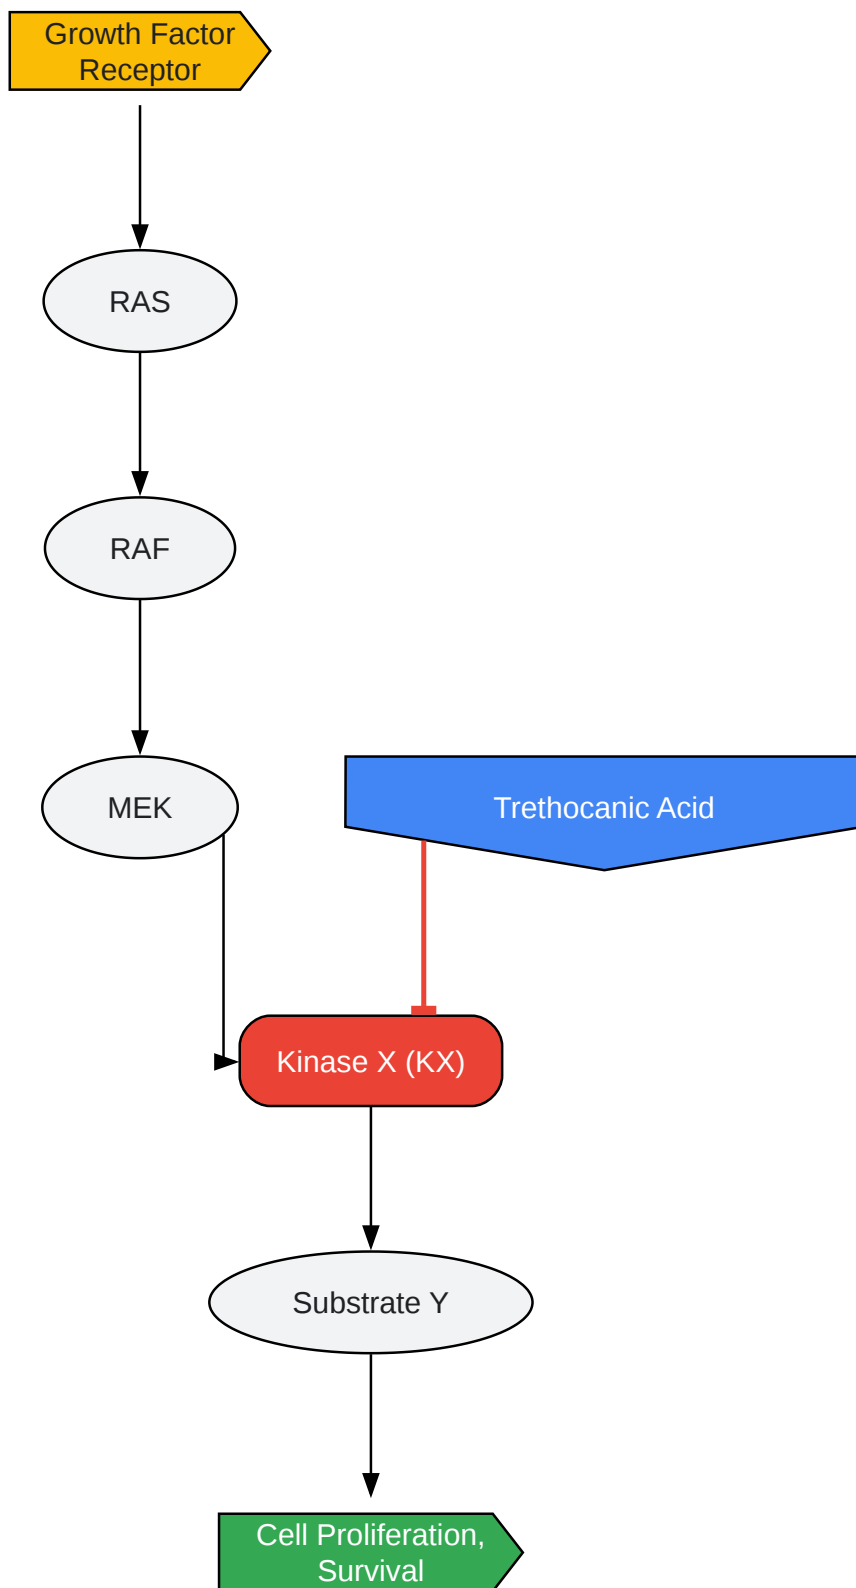 Growth Factor
Receptor
RAS
RAF
MEK
Trethocanic Acid
Kinase X (KX)
Substrate Y
Cell Proliferation,
Survival